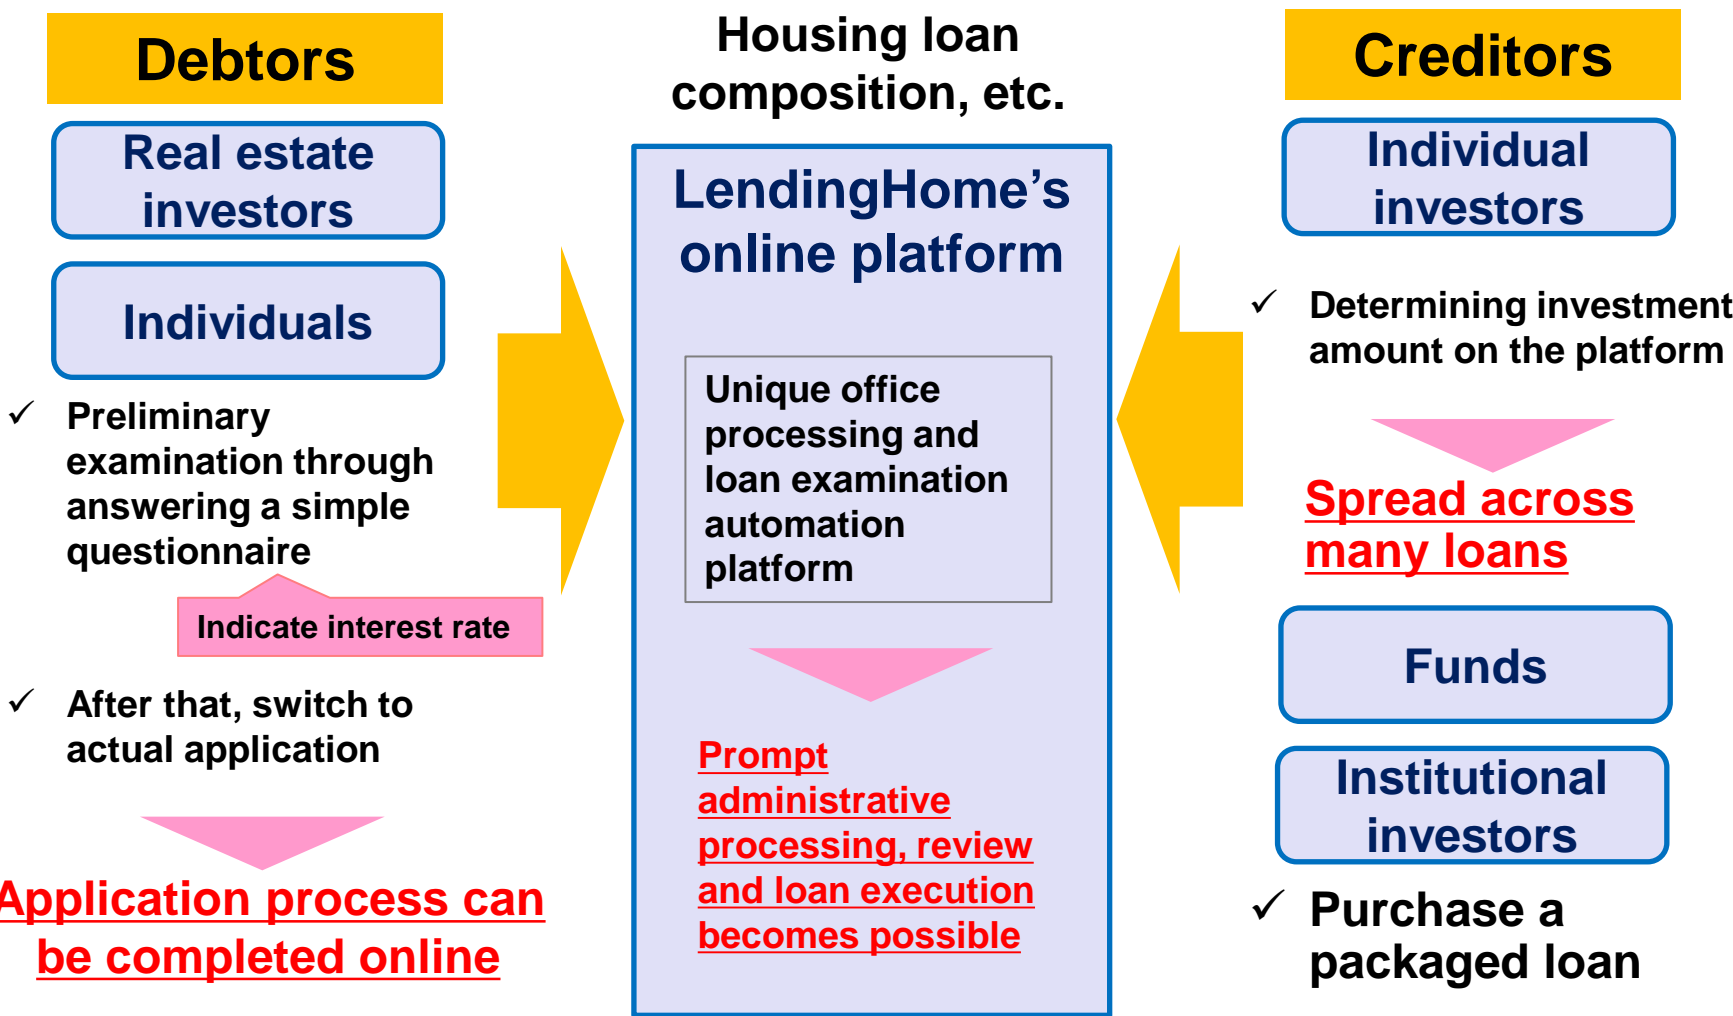 Debtors
Real estate
investors
Individuals
✓ Preliminary
examination through
answering a simple
questionnaire
Indicate interest rate
✓ After that, switch to
actual application
Application process can
be completed online
Housing loan
composition, etc.
LendingHome’s
online platform
Unique office
processing and
loan examination
automation
platform
Prompt
administrative
processing, review
and loan execution
becomes possible
Creditors
Individual
investors
✓ Determining investment
amount on the platform
Spread across
many loans
Funds
Institutional
investors
✓ Purchase a
packaged loan